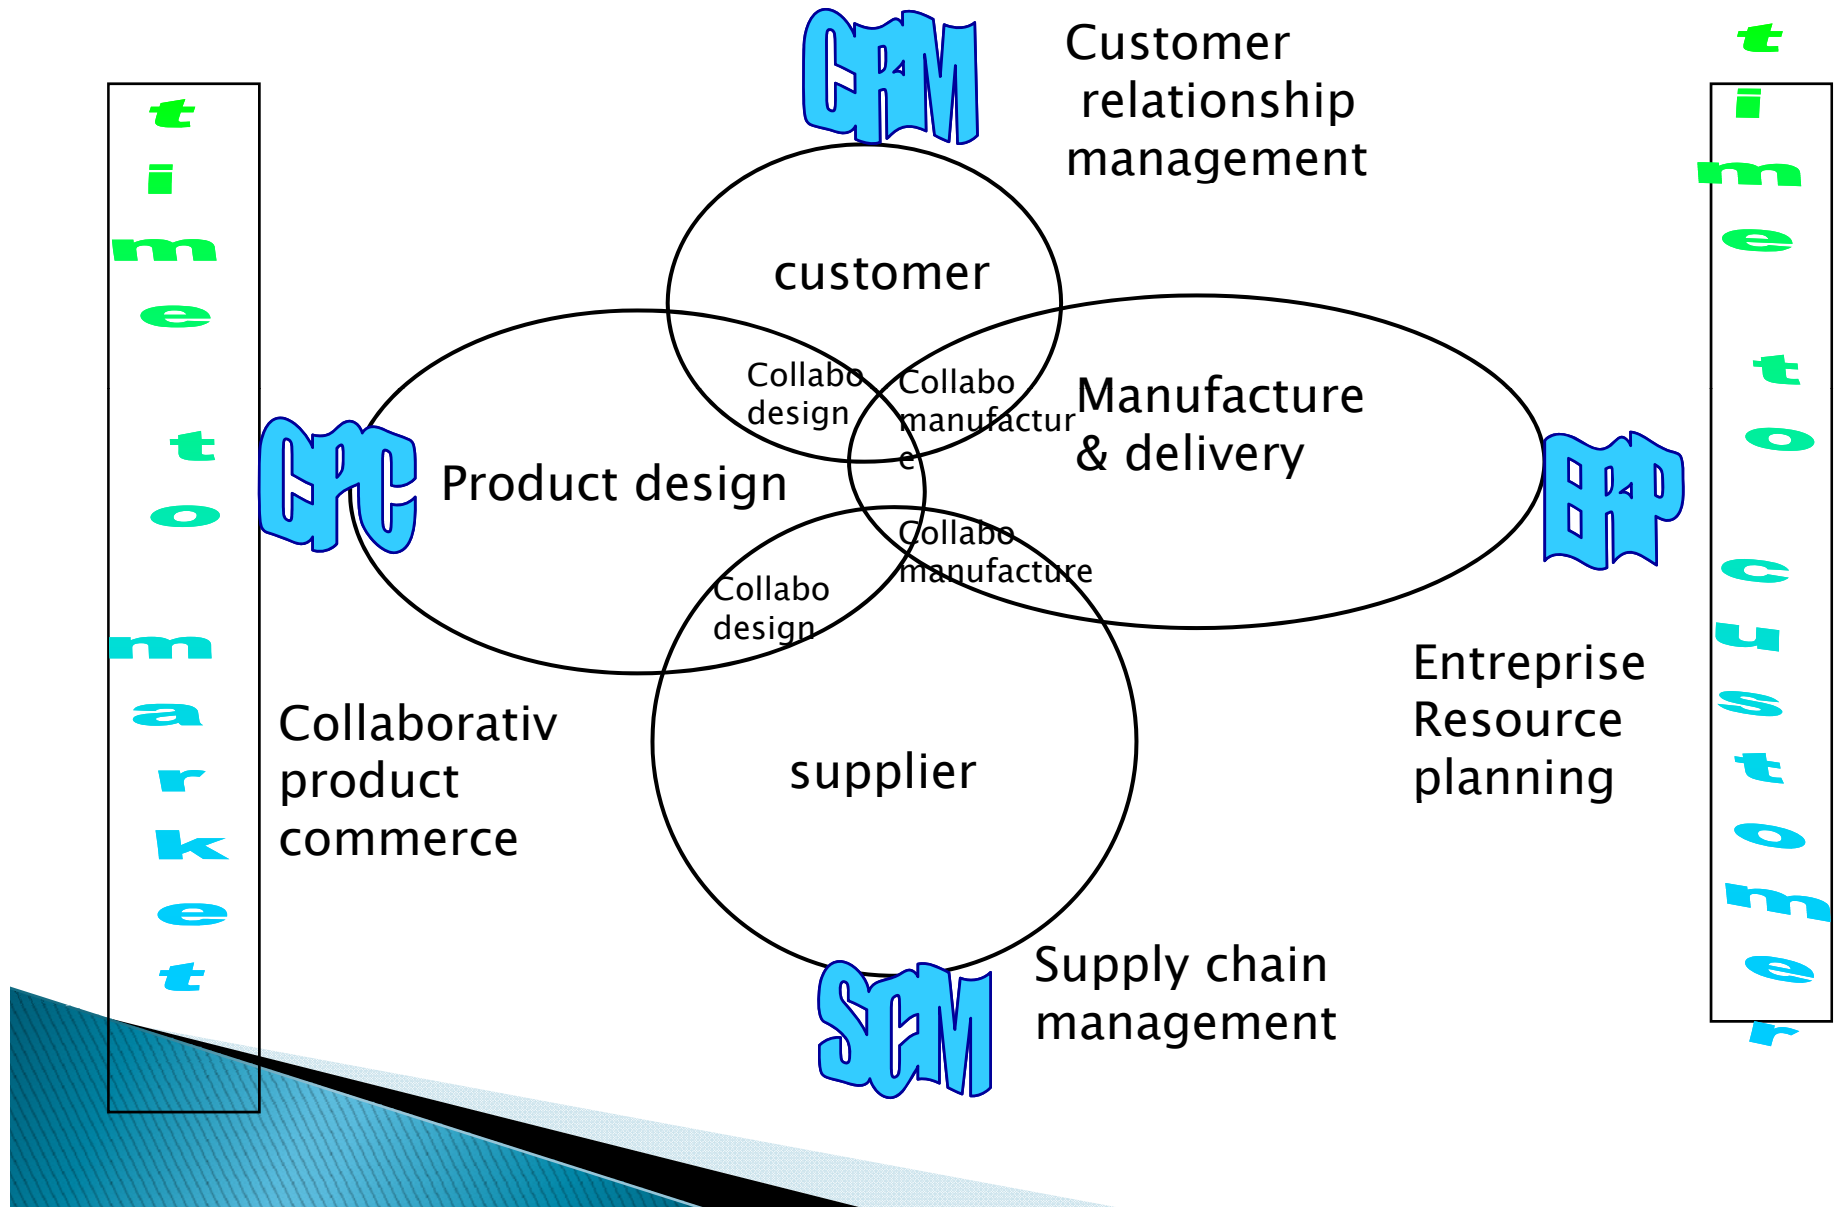 CRM
Customer
relationship
management
time to market
time to customer
customer
Collabo
design
Collabo
manufactur
e
Manufacture
& delivery
CPC
Product design
ERP
Collabo
manufacture
Collabo
design
Entreprise
Resource
planning
Collaborativ
product
commerce
supplier
Supply chain
management
SCM